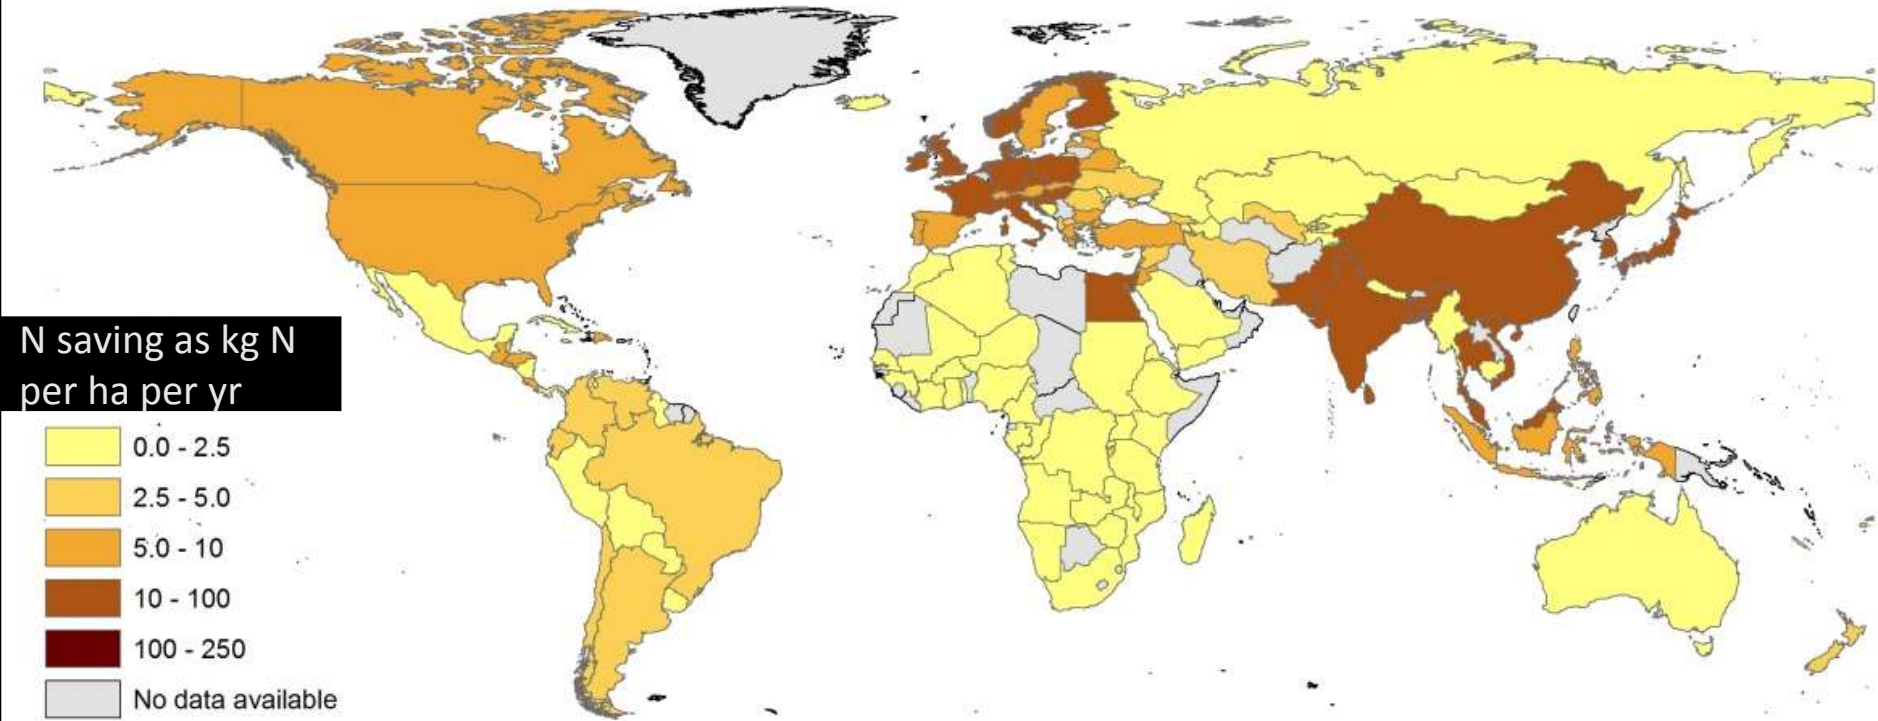 N saving as kg N
per ha per yr
0.0 - 2.5
2.5 - 5.0
5.0 - 10
10 - 100
100 - 250
No data available